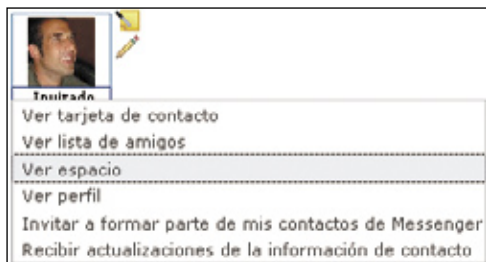 Invitado
Ver tarjeta de contacto
Ver lista de amigos
Ver espacio
Ver perfil
Invitar a formar parte de mis contactos de Messenger
Recibir actualizaciones de la información de contacto